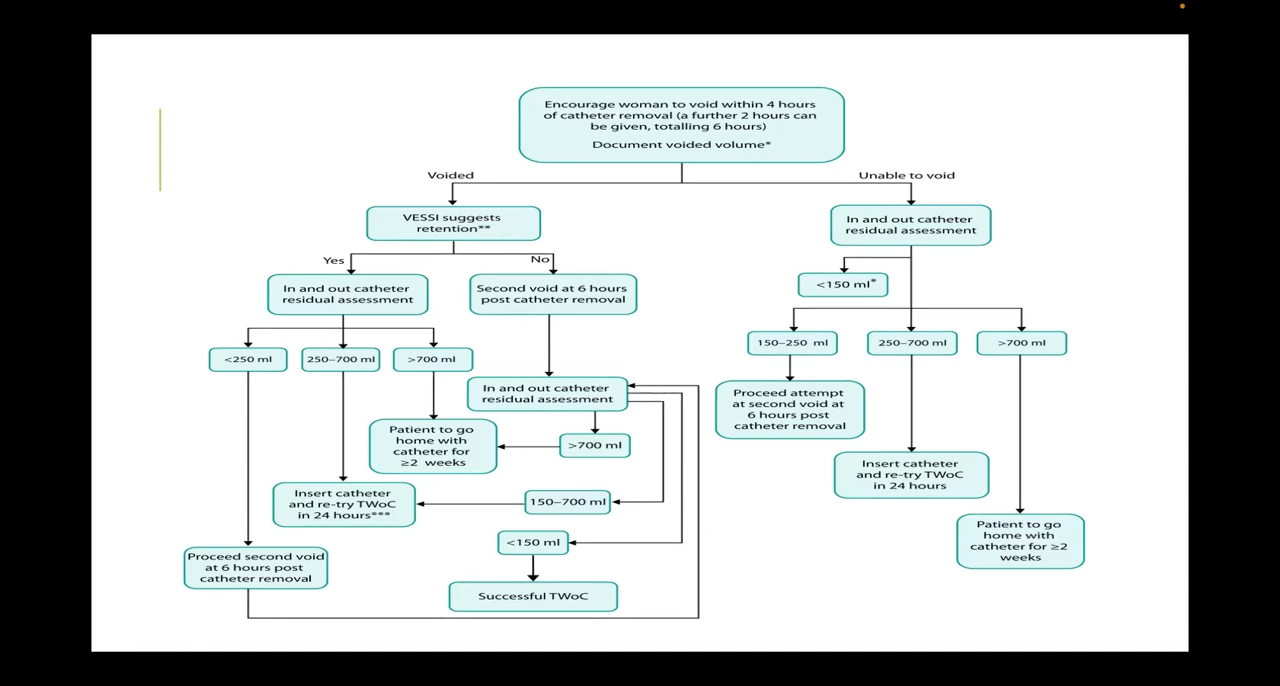 Encourage woman to void within 4 hours
of catheter removal (a further 2 hours can
be given, totalling 6 hours)
Document voided volume*
Voided
Unable to void
VESSI suggests
retention**
In and out catheter
residual assessment
Yes
No
<150 ml*
In and out catheter
residual assessment
Second void at 6 hours
post catheter removal
150–250 ml
250–700 ml
>700 ml
<250 ml
250–700 ml
>700 ml
In and out catheter
residual assessment
Proceed attempt
at second void at
6 hours post
catheter removal
Patient to go
home with
catheter for
≥2 weeks
>700 ml
Insert catheter
and re-try TWoC
in 24 hours
Insert catheter
and re-try TWoC
in 24 hours***
150–700 ml
<150 ml
Patient to go
home with
catheter for ≥2
weeks
Proceed second void
at 6 hours post
catheter removal
Successful TWoC